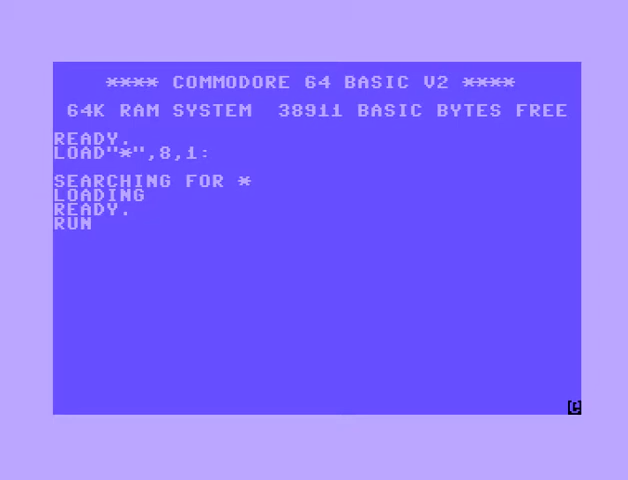 **** COMMODORE 64 BASIC V2 ****
64K RAM SYSTEM  38911 BASIC BYTES FREE
READY.
LOAD"*",8,1:
SEARCHING FOR *
LOADING
READY.
RUN